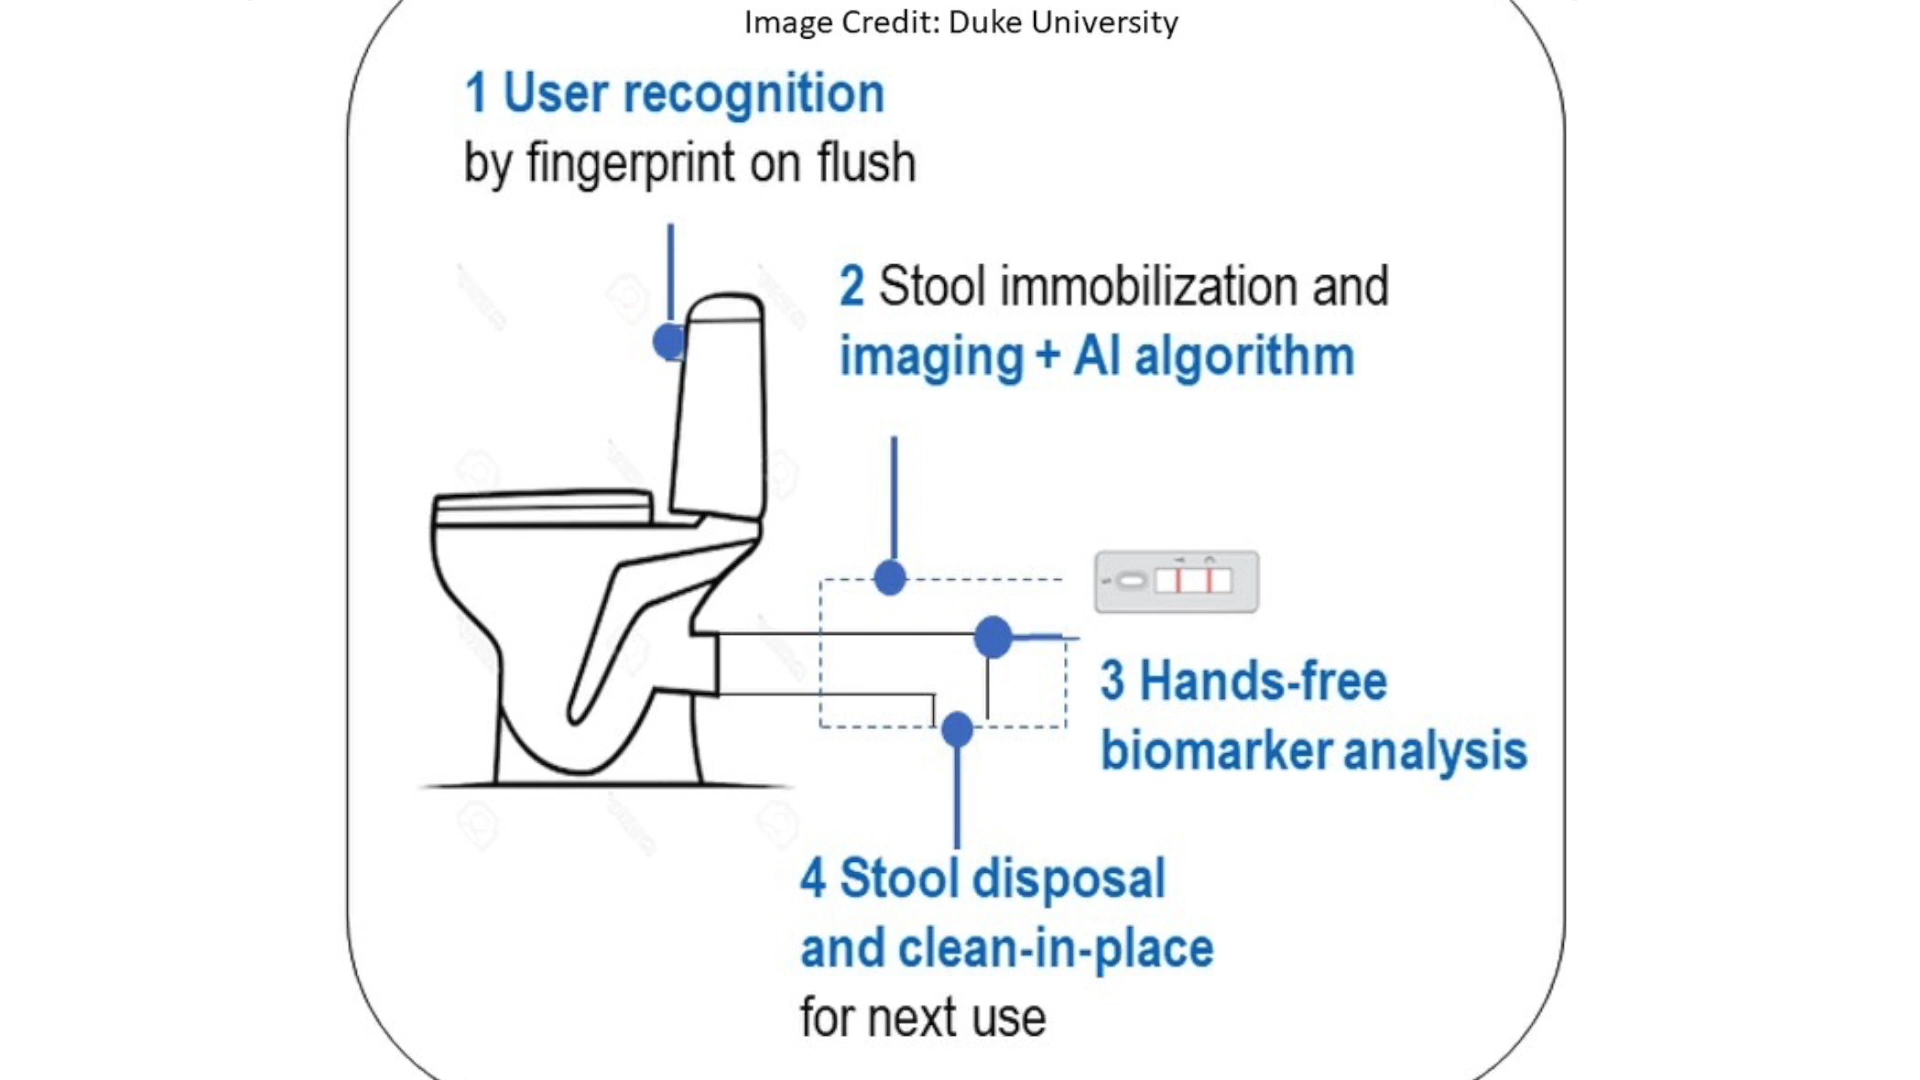 Image Credit: Duke University
1 User recognition
by fingerprint on flush
2 Stool immobilization and
imaging + AI algorithm
3 Hands-free
biomarker analysis
4 Stool disposal
and clean-in-place
for next use